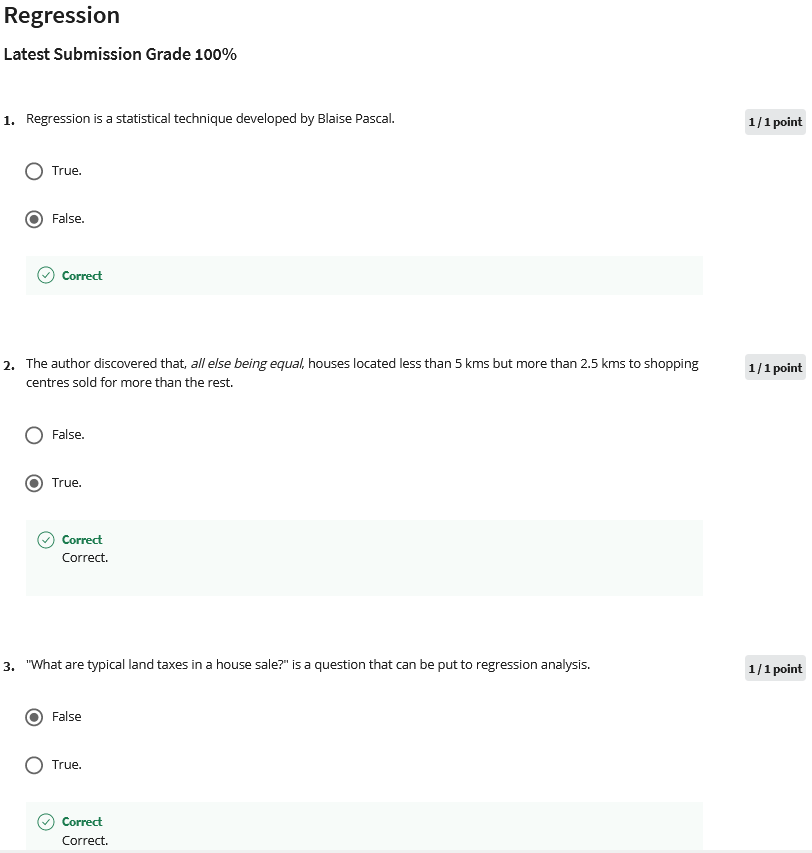 Regression
Latest Submission Grade 100%
1. Regression is a statistical technique developed by Blaise Pascal.
1 / 1 point
True.
False.
Correct
2. The author discovered that, all else being equal, houses located less than 5 kms but more than 2.5 kms to shopping
centres sold for more than the rest.
1 / 1 point
False.
True.
Correct
Correct.
3. "What are typical land taxes in a house sale?" is a question that can be put to regression analysis.
1 / 1 point
False
True.
Correct
Correct.